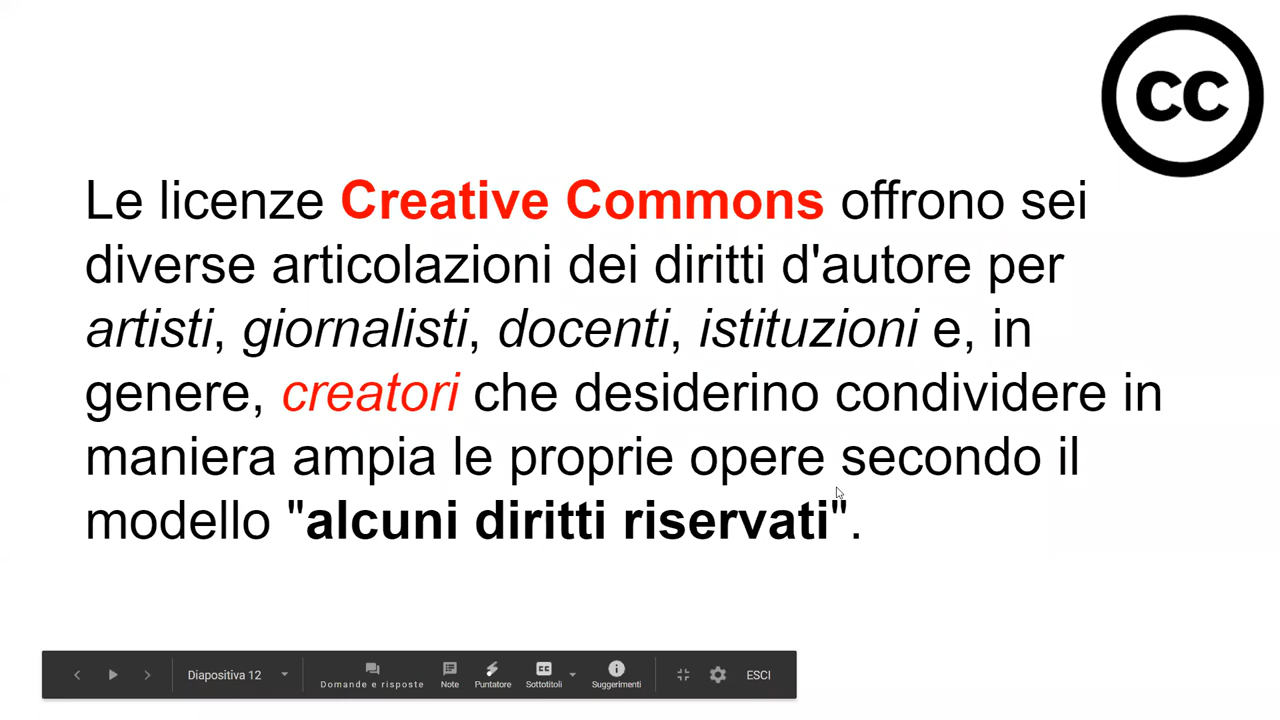 CC
Le licenze Creative Commons offrono sei
diverse articolazioni dei diritti d'autore per
artisti, giornalisti, docenti, istituzioni e, in
genere, creatori che desiderino condividere in
maniera ampia le proprie opere secondo il
modello "alcuni diritti riservati".
Diapositiva 12 Domande e risposte Note Puntatore CC Sottotitoli Suggerimenti ESCI